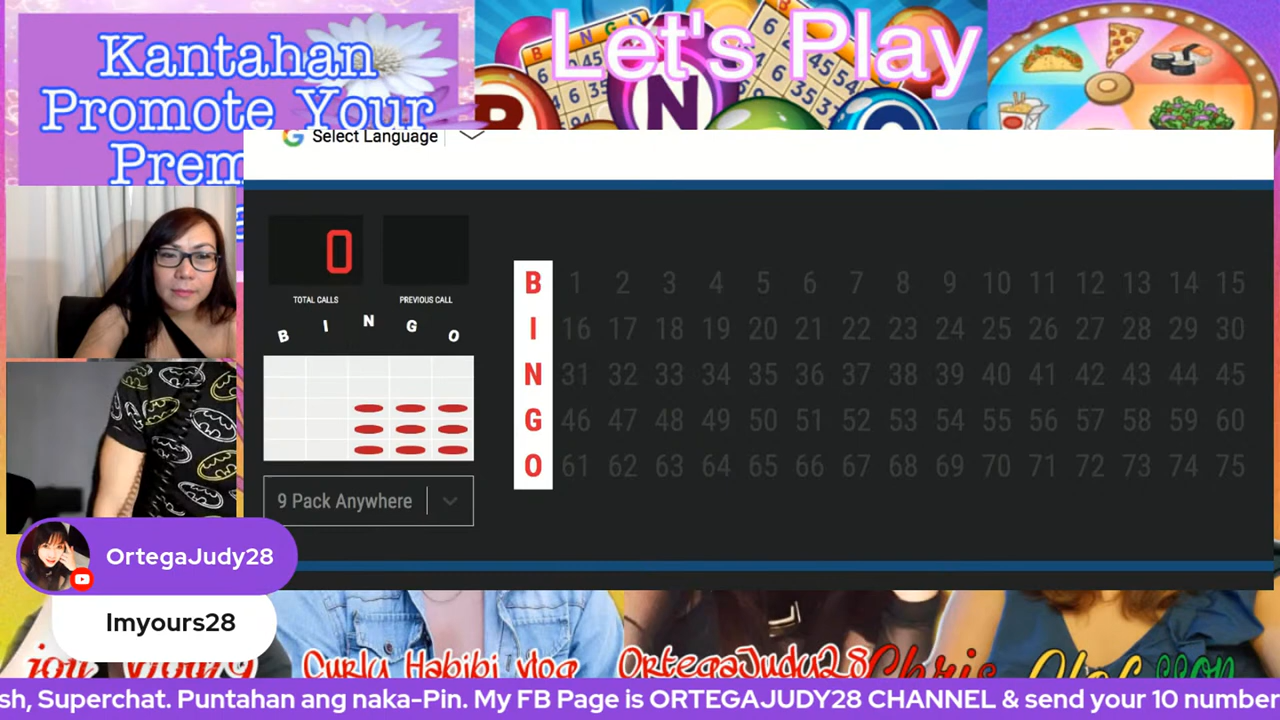 Kantahan
Promote Your
Prem
Let's Play
B I N G O
N
Select Language
0
TOTAL CALLS
PREVIOUS CALL
B I N G O
9 Pack Anywhere
B 1 2 3 4 5 6 7 8 9 10 11 12 13 14 15
I 16 17 18 19 20 21 22 23 24 25 26 27 28 29 30
N 31 32 33 34 35 36 37 38 39 40 41 42 43 44 45
G 46 47 48 49 50 51 52 53 54 55 56 57 58 59 60
O 61 62 63 64 65 66 67 68 69 70 71 72 73 74 75
OrtegaJudy28
Imyours28
Curly Habibi vlog
OrtegaJudy28
Chris
sh, Superchat. Puntahan ang naka-Pin. My FB Page is ORTEGAJUDY28 CHANNEL & send your 10 number